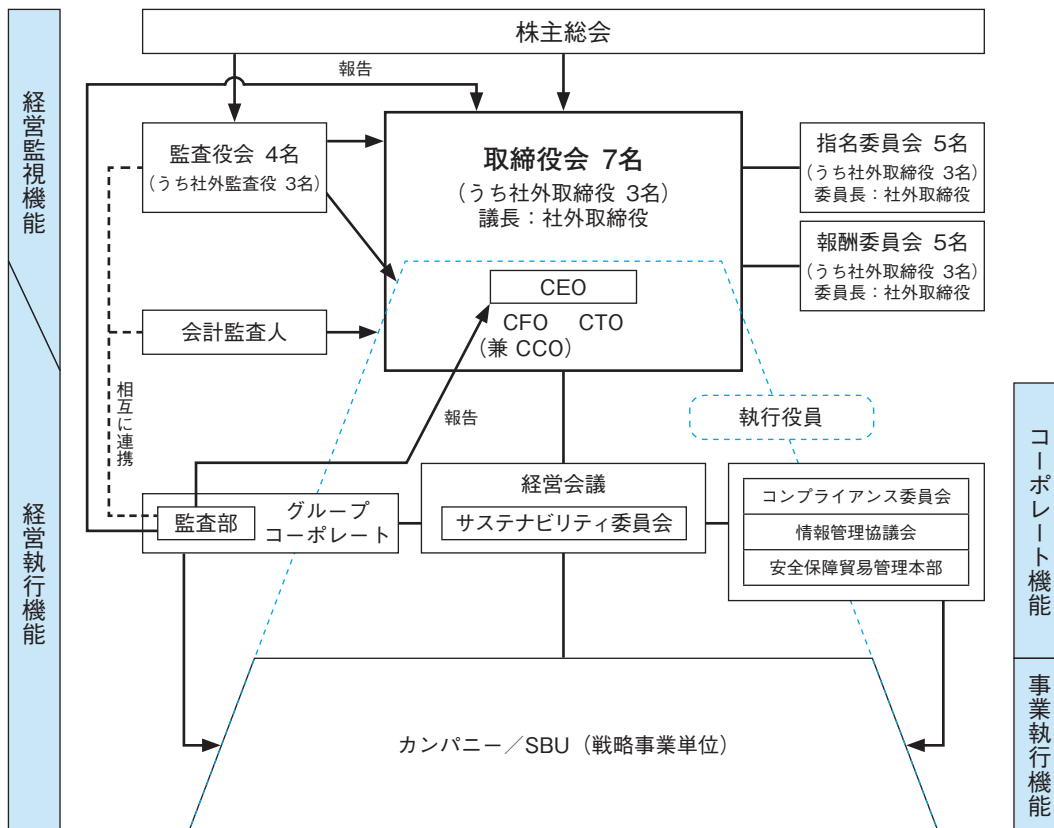 株主総会
報告
経営監視機能
監査役会 4名
（うち社外監査役 3名）
取締役会 7名
（うち社外取締役 3名）
議長：社外取締役
指名委員会 5名
（うち社外取締役 3名）
委員長：社外取締役
報酬委員会 5名
（うち社外取締役 3名）
委員長：社外取締役
CEO
CFO CTO
（兼 CCO）
会計監査人
相互に連携
報告
執行役員
経営執行機能
監査部
グループ
コーポレート
経営会議
サステナビリティ委員会
コンプライアンス委員会
情報管理協議会
安全保障貿易管理本部
コーポレート機能
カンパニー／SBU（戦略事業単位）
事業執行機能